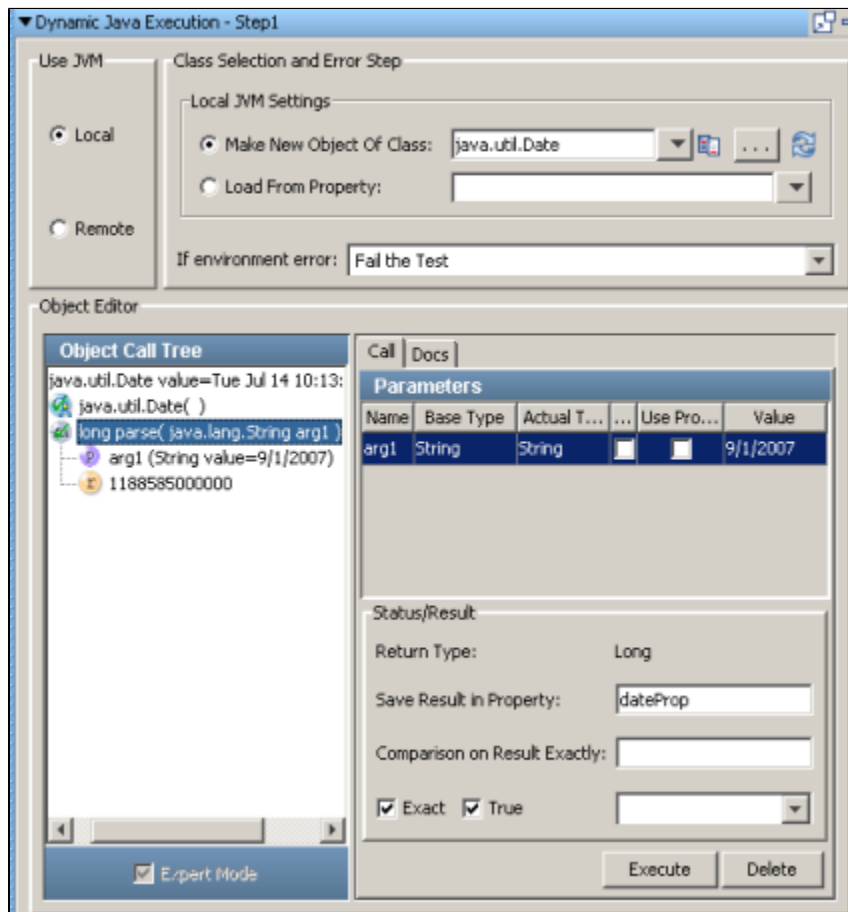 Dynamic Java Execution - Step1
Use JVM
Local
Remote
Class Selection and Error Step
Local JVM Settings
Make New Object Of Class: java.util.Date ...
Load From Property:
If environment error: Fail the Test
Object Editor
Object Call Tree
java.util.Date value=Tue Jul 14 10:13:
java.util.Date( )
long parse( java.lang.String arg1 )
P arg1 (String value=9/1/2007)
r 1188585000000
Expert Mode
Call Docs
Parameters
Name Base Type Actual T... ... Use Pro... Value
arg1 String String 9/1/2007
Status/Result
Return Type: Long
Save Result in Property: dateProp
Comparison on Result Exactly:
Exact True
Execute Delete